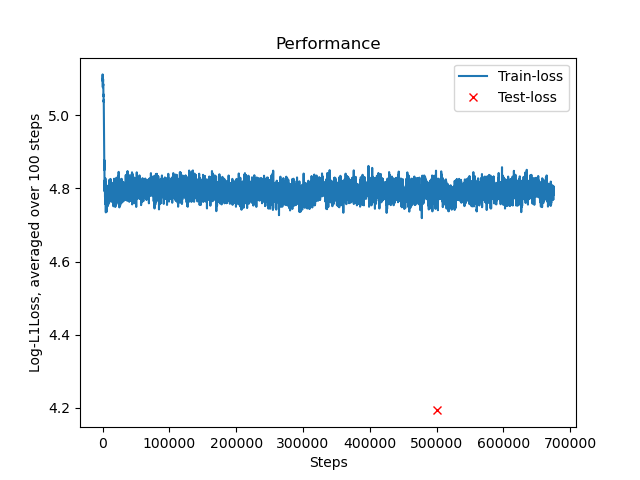 Performance
Train-loss
Test-loss
Log-L1Loss, averaged over 100 steps
5.0
4.8
4.6
4.4
4.2
0
100000
200000
300000
400000
500000
600000
700000
Steps